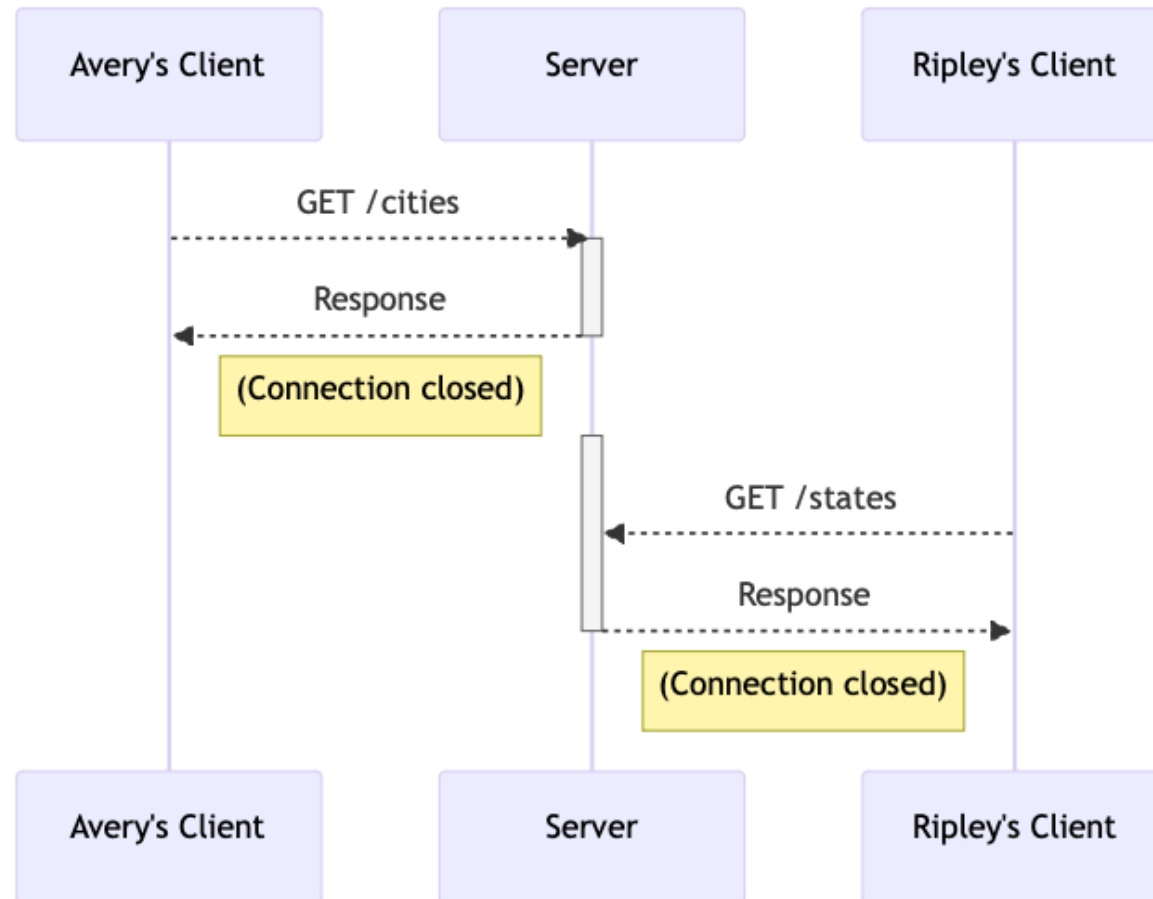 Avery's Client
Server
Ripley's Client
GET /cities
Response
(Connection closed)
GET /states
Response
(Connection closed)
Avery's Client
Server
Ripley's Client